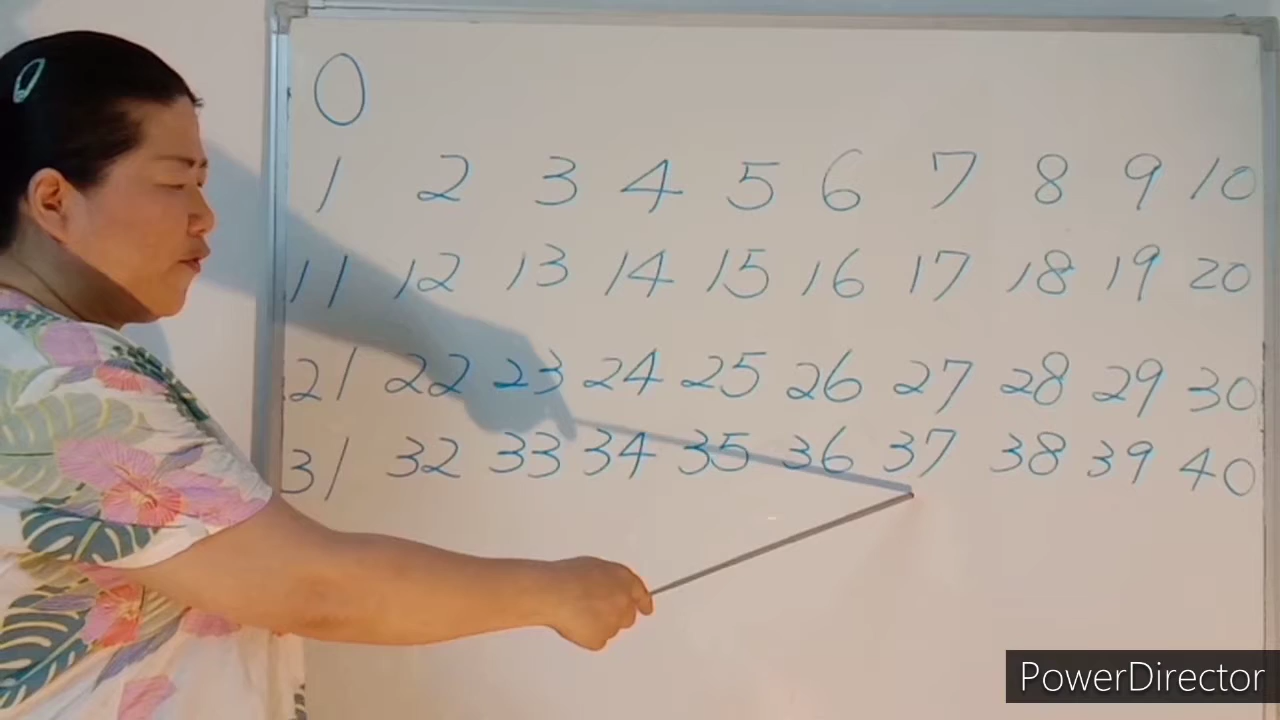 0
1 2 3 4 5 6 7 8 9 10
11 12 13 14 15 16 17 18 19 20
21 22 23 24 25 26 27 28 29 30
31 32 33 34 35 36 37 38 39 40
PowerDirector